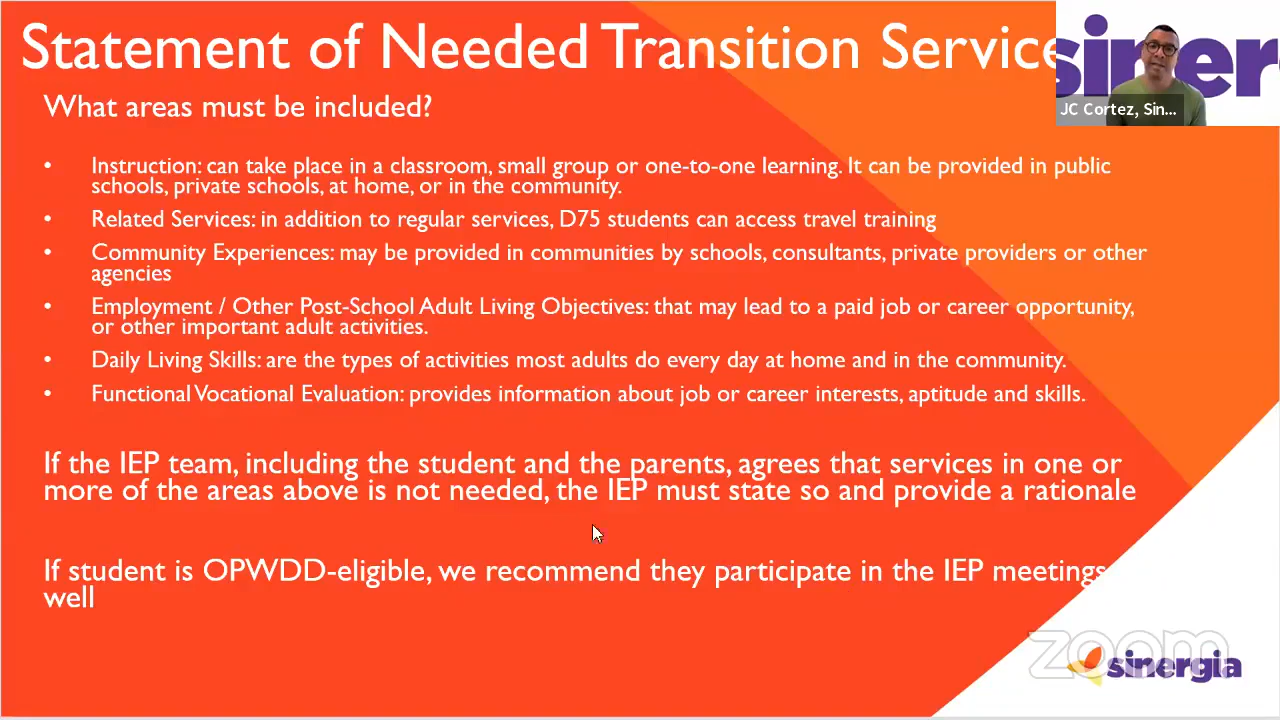 Statement of Needed Transition Service
siner
JC Cortez, Sin...
What areas must be included?
• Instruction: can take place in a classroom, small group or one-to-one learning. It can be provided in public
schools, private schools, at home, or in the community.
• Related Services: in addition to regular services, D75 students can access travel training
• Community Experiences: may be provided in communities by schools, consultants, private providers or other
agencies
• Employment / Other Post-School Adult Living Objectives: that may lead to a paid job or career opportunity,
or other important adult activities.
• Daily Living Skills: are the types of activities most adults do every day at home and in the community.
• Functional Vocational Evaluation: provides information about job or career interests, aptitude and skills.
If the IEP team, including the student and the parents, agrees that services in one or
more of the areas above is not needed, the IEP must state so and provide a rationale
If student is OPWDD-eligible, we recommend they participate in the IEP meetings
well
zoom
sinergia